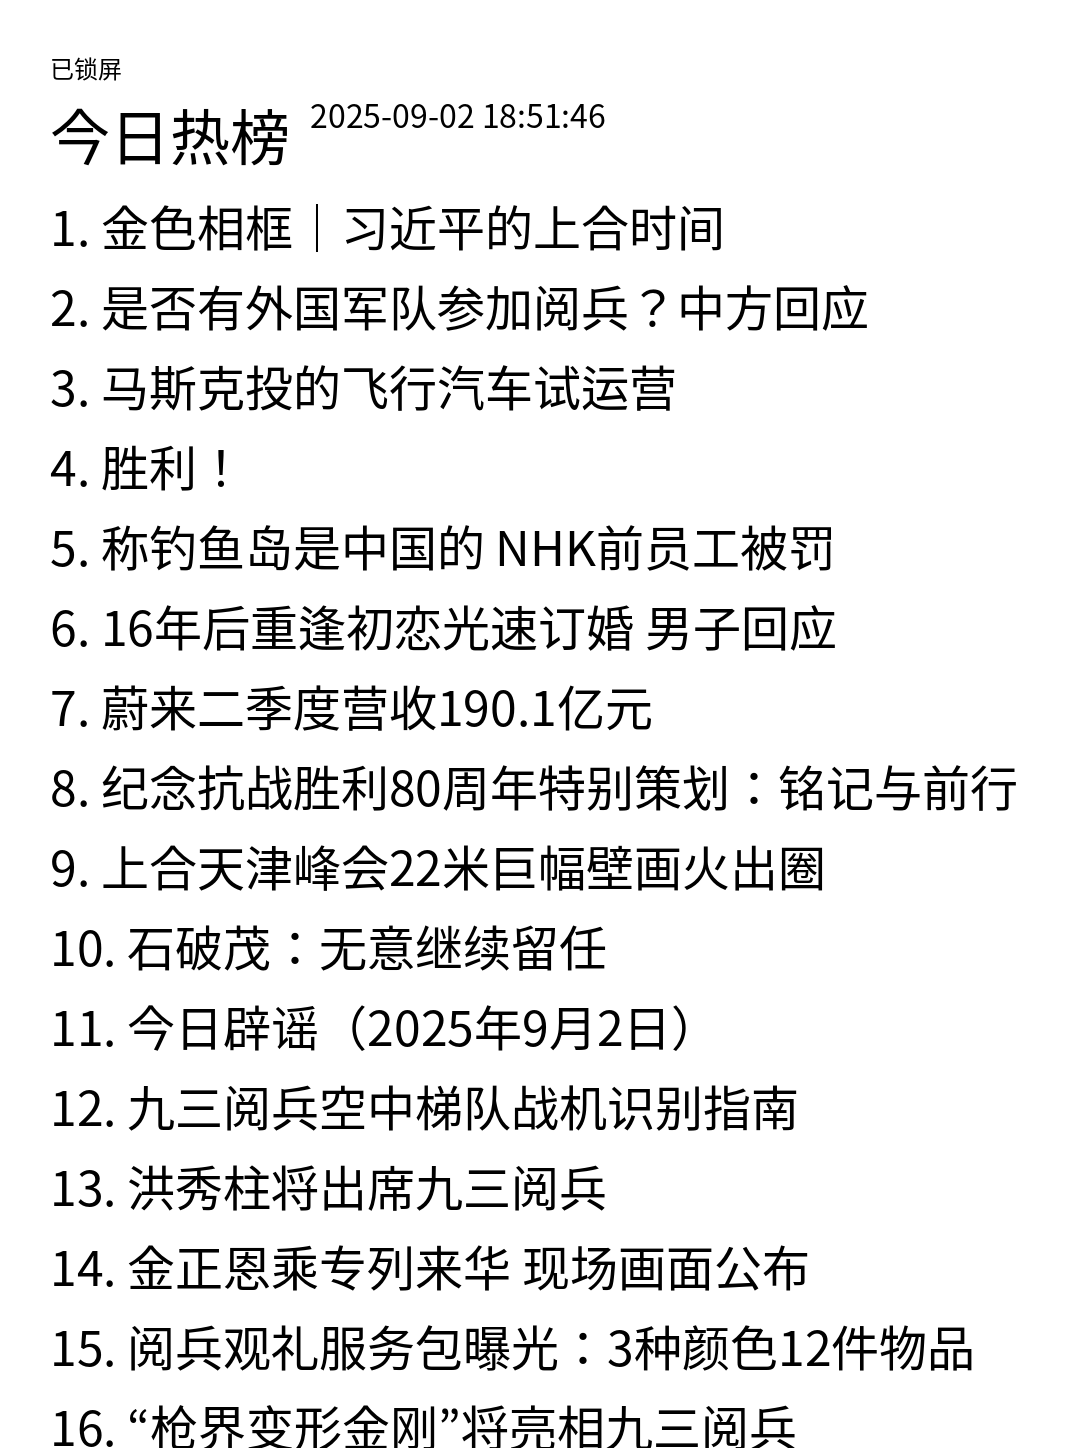 已锁屏
今日热榜 2025-09-02 18:51:46
1. 金色相框｜习近平的上合时间
2. 是否有外国军队参加阅兵？中方回应
3. 马斯克投的飞行汽车试运营
4. 胜利！
5. 称钓鱼岛是中国的 NHK前员工被罚
6. 16年后重逢初恋光速订婚 男子回应
7. 蔚来二季度营收190.1亿元
8. 纪念抗战胜利80周年特别策划：铭记与前行
9. 上合天津峰会22米巨幅壁画火出圈
10. 石破茂：无意继续留任
11. 今日辟谣（2025年9月2日）
12. 九三阅兵空中梯队战机识别指南
13. 洪秀柱将出席九三阅兵
14. 金正恩乘专列来华 现场画面公布
15. 阅兵观礼服务包曝光：3种颜色12件物品
16. “枪界变形金刚”将亮相九三阅兵